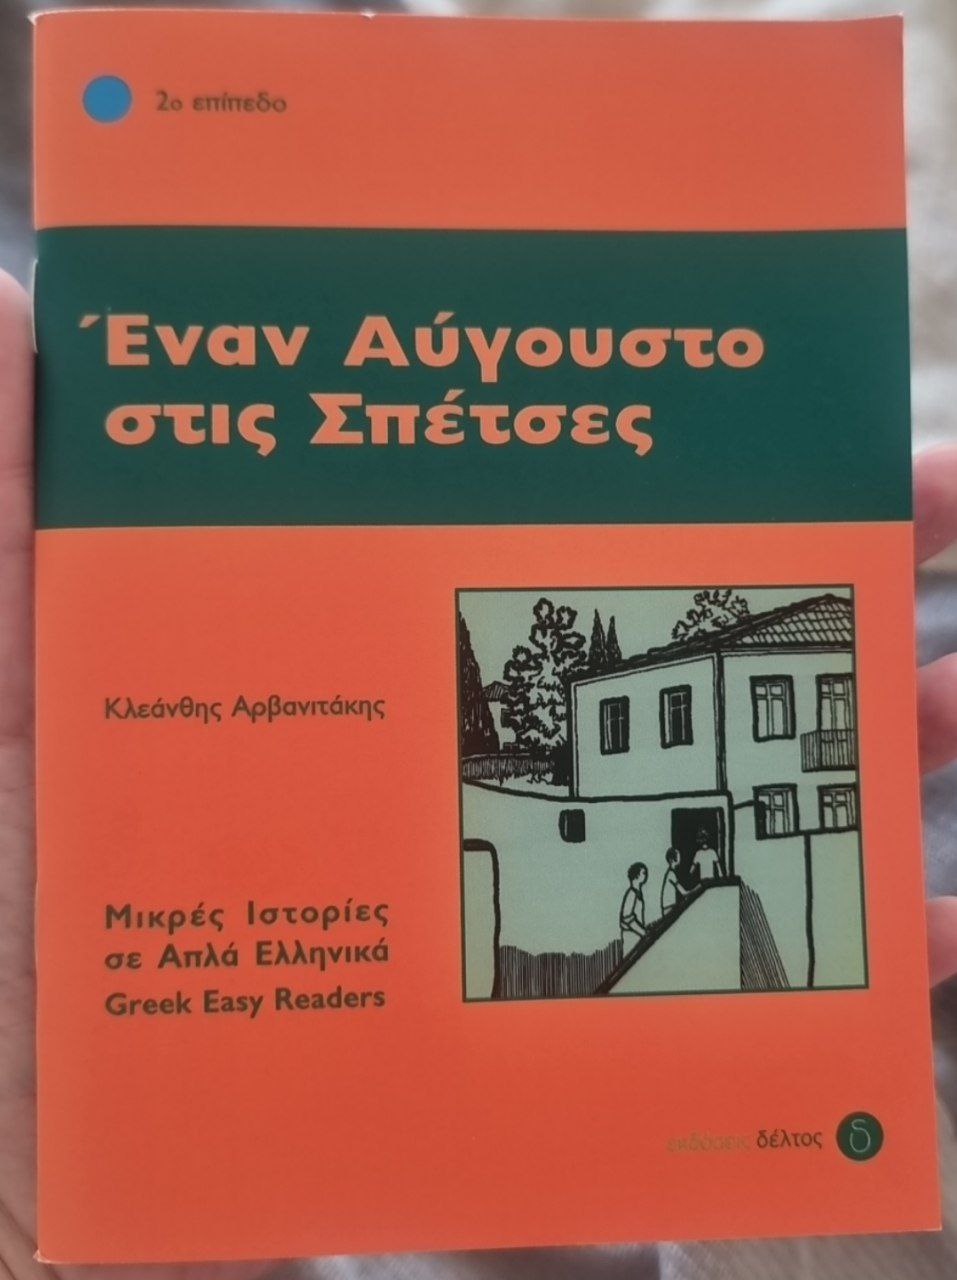 2ο επίπεδο
Έναν Αύγουστο
στις Σπέτσες
Κλεάνθης Αρβανιτάκης
Μικρές Ιστορίες
σε Απλά Ελληνικά
Greek Easy Readers
εκδόσεις δέλτος δ